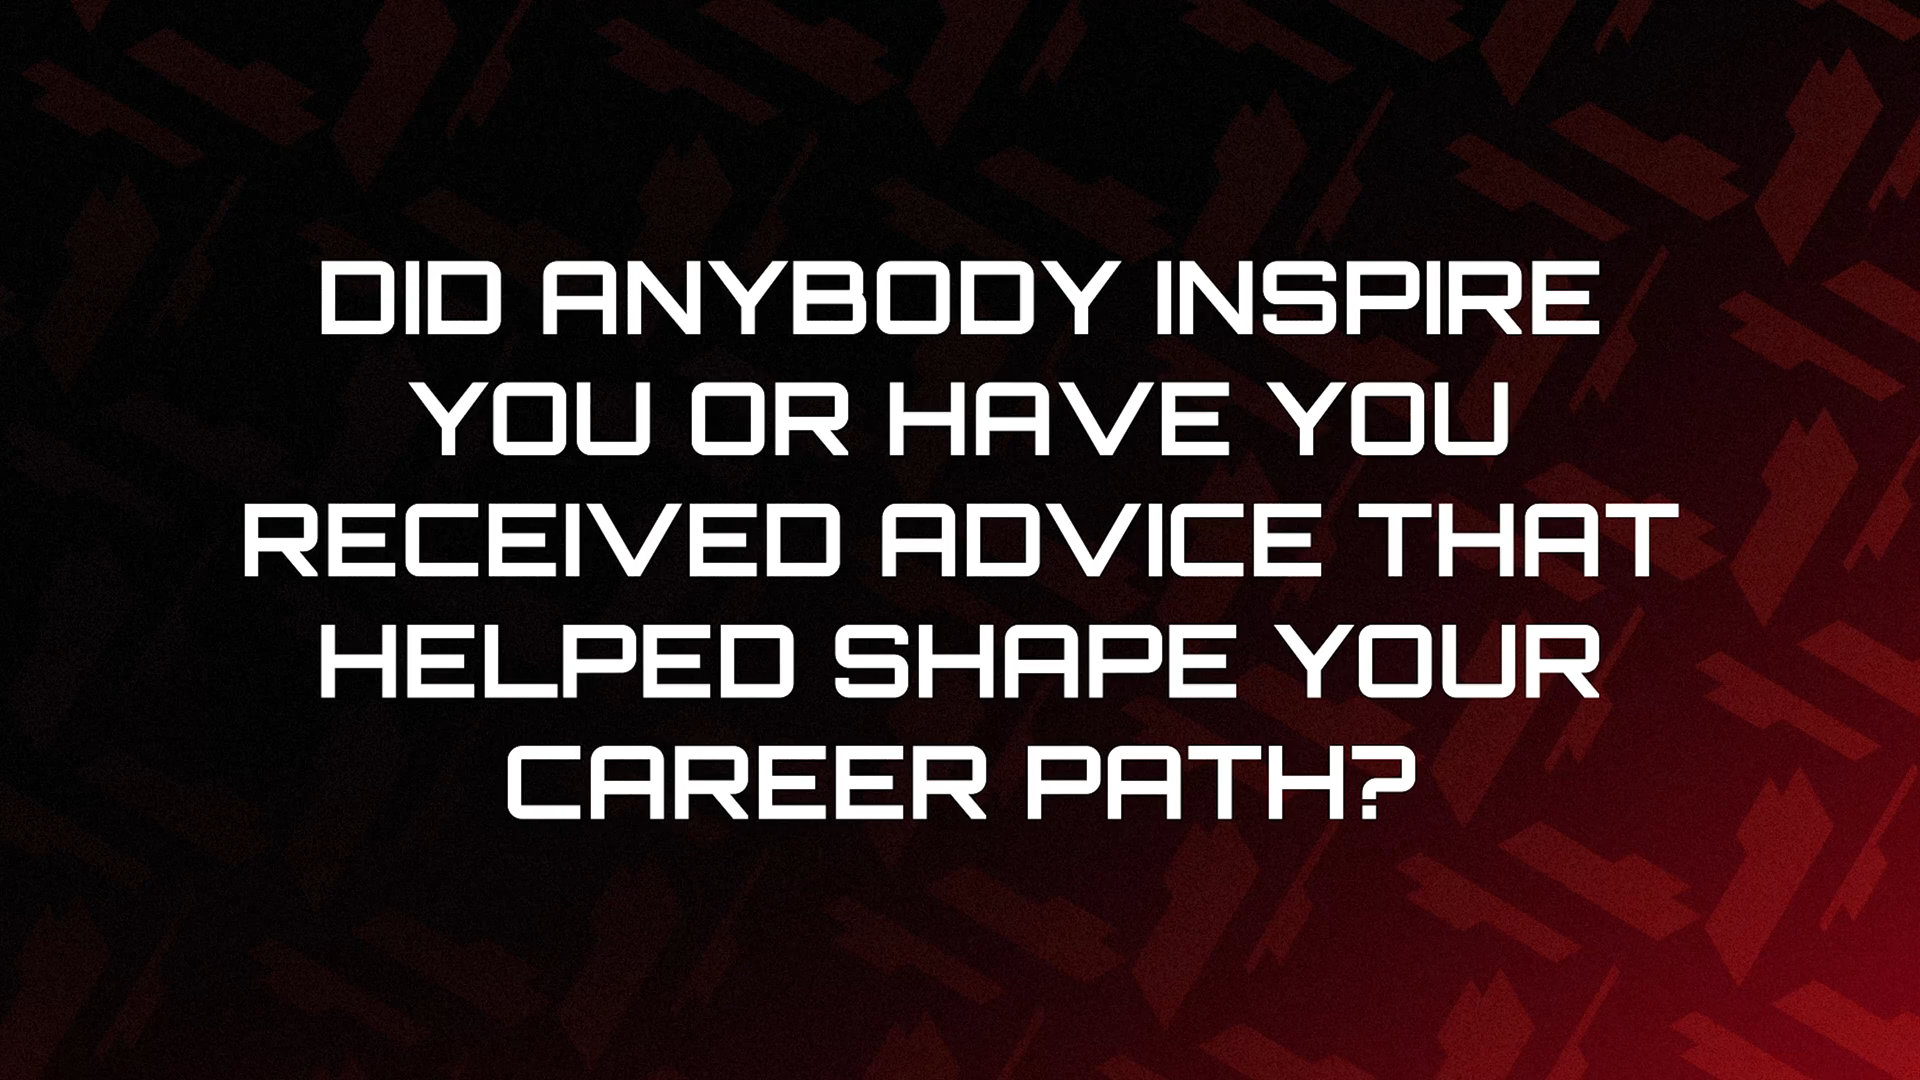 DID ANYBODY INSPIRE
YOU OR HAVE YOU
RECEIVED ADVICE THAT
HELPED SHAPE YOUR
CAREER PATH?